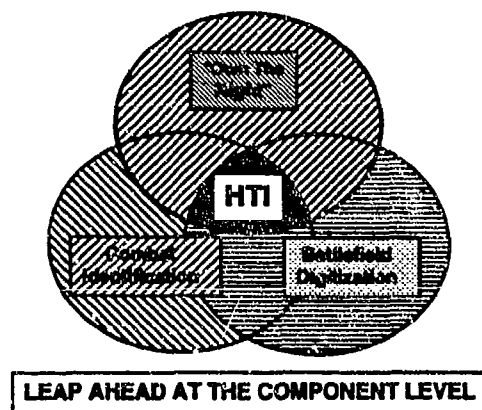 "Own The
Night"
HTI
Combat
Identification
Battlefield
Digitization
LEAP AHEAD AT THE COMPONENT LEVEL